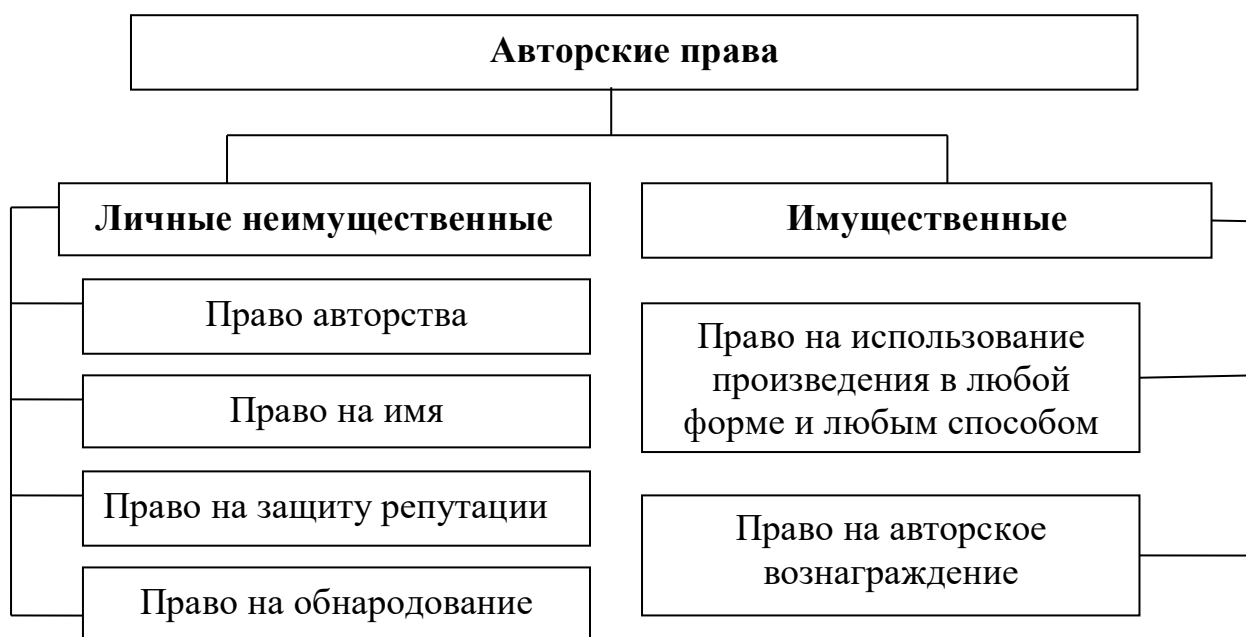 Авторские права
Личные неимущественные
Право авторства
Право на имя
Право на защиту репутации
Право на обнародование
Имущественные
Право на использование
произведения в любой
форме и любым способом
Право на авторское
вознаграждение